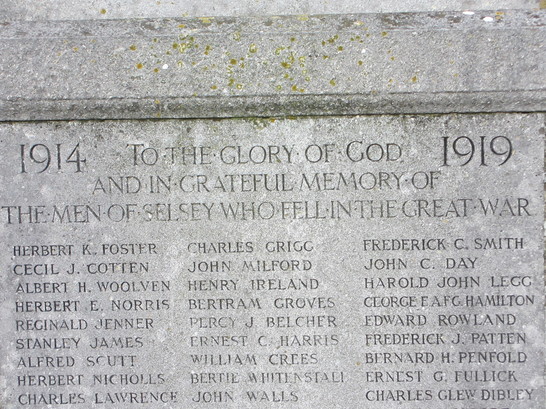 1914 TO·THE·GLORY·OF·GOD 1919
AND·IN·GRATEFUL·MEMORY·OF
THE·MEN·OF·SELSEY·WHO·FELL·IN·THE·GREAT·WAR
HERBERT K. FOSTER CHARLES GRIGG FREDERICK C. SMITH
CECIL J. COTTEN JOHN MILFORD JOHN C. DAY
ALBERT H. WOOLVEN HENRY IRELAND HAROLD JOHN LEGG
HERBERT E. NORRIS BERTRAM GROVES GEORGE E.A.F.G. HAMILTON
REGINALD JENNER PERCY J. BELCHER EDWARD ROWLAND
STANLEY JAMES ERNEST C. HARRIS FREDERICK J. PATTEN
ALFRED SCUTT WILLIAM CREES BERNARD H. PENFOLD
HERBERT NICHOLLS BERTIE WHITENSTALL ERNEST G. FULLICK
CHARLES LAWRENCE JOHN WALLS CHARLES GLEW DIBLEY